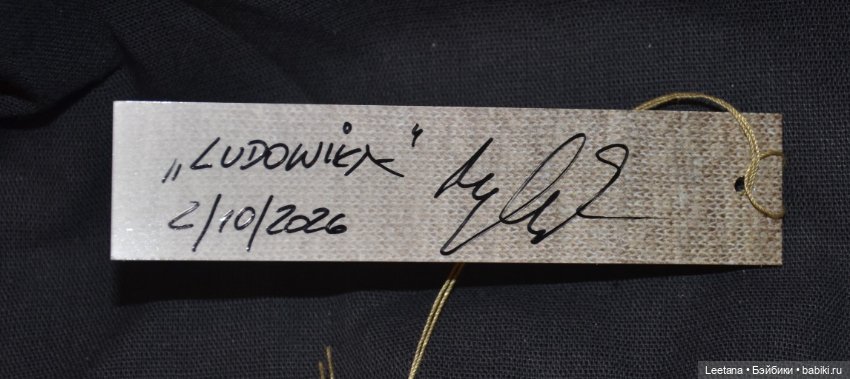 „LUDOWIKA"
2/10/2026
Leetana • Бэйбики • babiki.ru